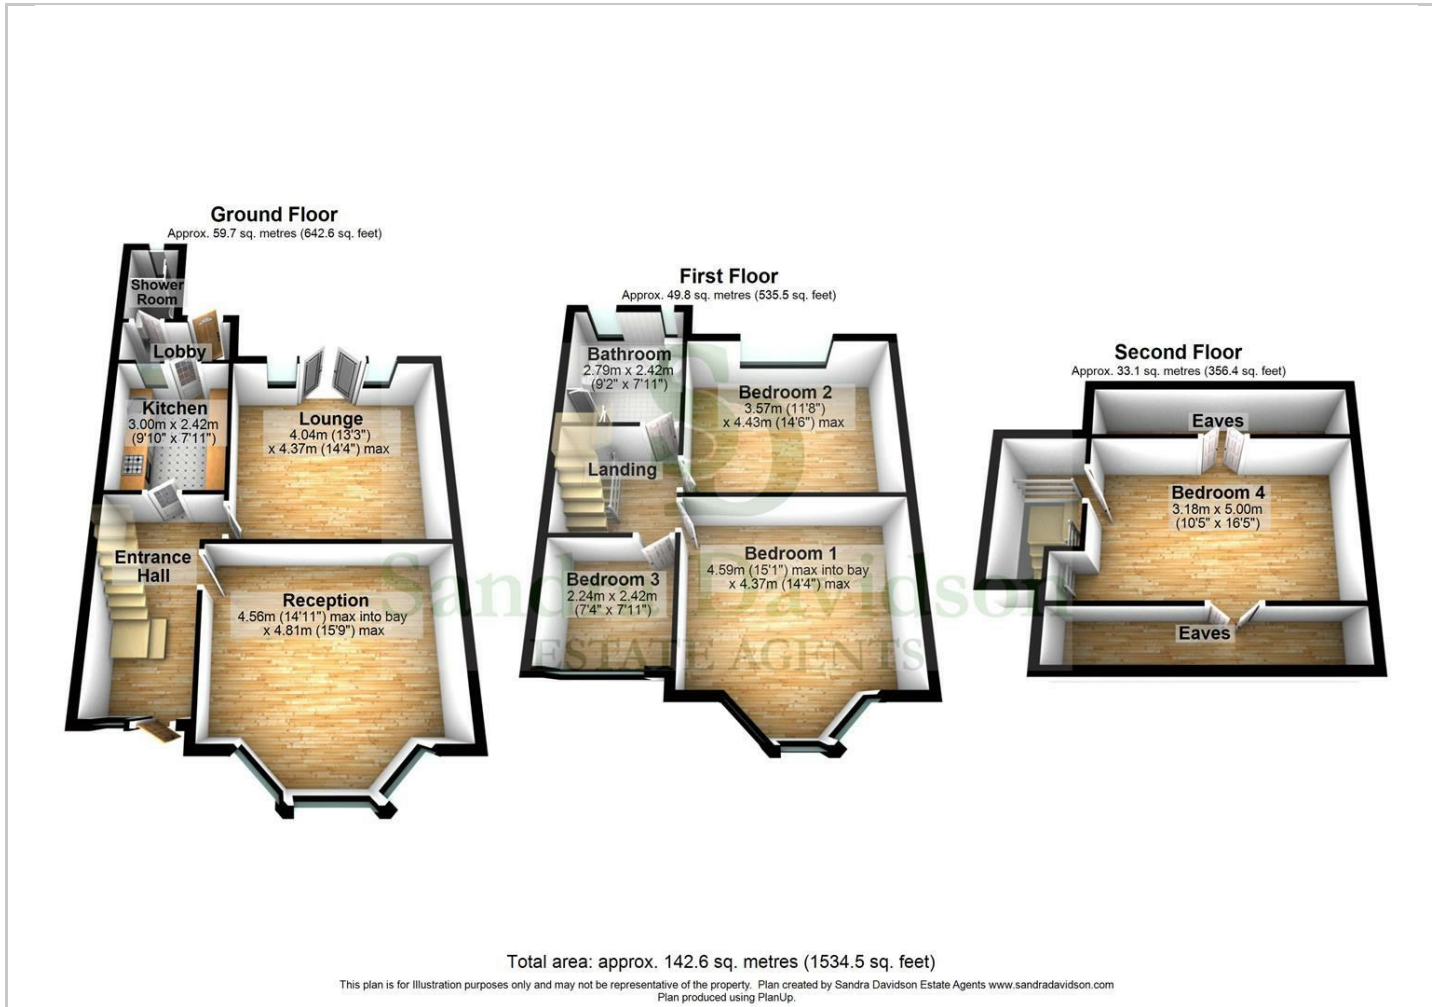 Ground Floor
Approx. 59.7 sq. metres (642.6 sq. feet)
Shower
Room
Lobby
Kitchen
3.00m x 2.42m
(9'10" x 7'11")
Lounge
4.04m (13'3")
x 4.37m (14'4") max
Entrance
Hall
Reception
4.56m (14'11") max into bay
x 4.81m (15'9") max
First Floor
Approx. 49.8 sq. metres (535.5 sq. feet)
Bathroom
2.79m x 2.42m
(9'2" x 7'11")
Bedroom 2
3.57m (11'8")
x 4.43m (14'6") max
Landing
Bedroom 1
4.59m (15'1") max into bay
x 4.37m (14'4") max
Bedroom 3
2.24m x 2.42m
(7'4" x 7'11")
Second Floor
Approx. 33.1 sq. metres (356.4 sq. feet)
Eaves
Bedroom 4
3.18m x 5.00m
(10'5" x 16'5")
Eaves
SD
Sandra Davidson
ESTATE AGENTS
Total area: approx. 142.6 sq. metres (1534.5 sq. feet)
This plan is for Illustration purposes only and may not be representative of the property. Plan created by Sandra Davidson Estate Agents www.sandradavidson.com
Plan produced using PlanUp.